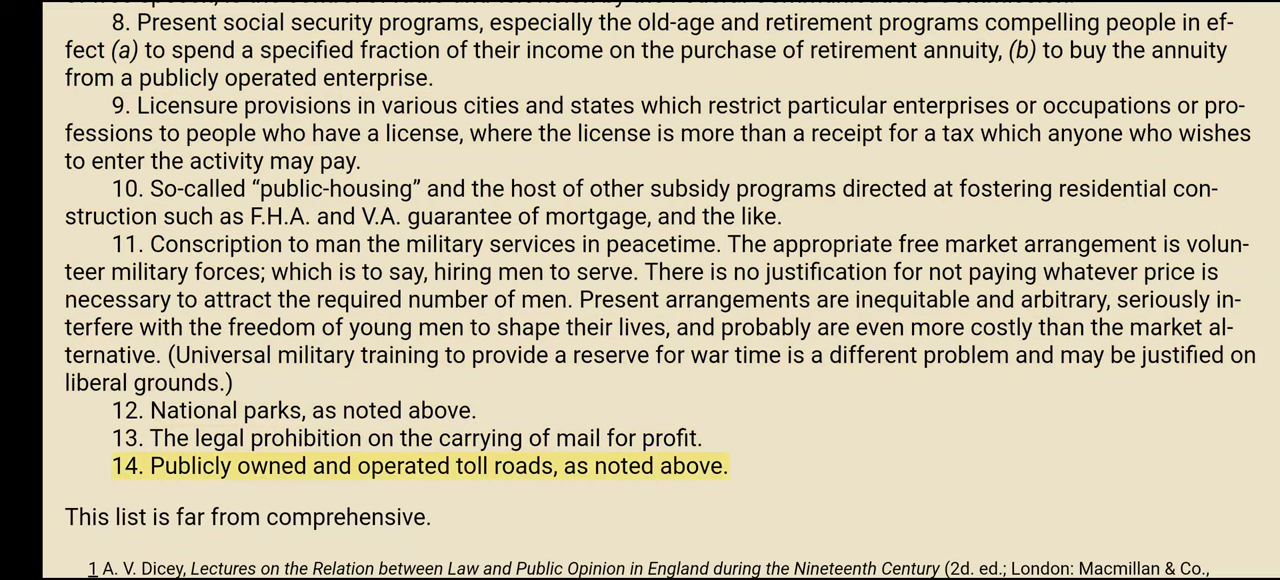 8. Present social security programs, especially the old-age and retirement programs compelling people in ef-
fect (a) to spend a specified fraction of their income on the purchase of retirement annuity, (b) to buy the annuity
from a publicly operated enterprise.
9. Licensure provisions in various cities and states which restrict particular enterprises or occupations or pro-
fessions to people who have a license, where the license is more than a receipt for a tax which anyone who wishes
to enter the activity may pay.
10. So-called “public-housing” and the host of other subsidy programs directed at fostering residential con-
struction such as F.H.A. and V.A. guarantee of mortgage, and the like.
11. Conscription to man the military services in peacetime. The appropriate free market arrangement is volun-
teer military forces; which is to say, hiring men to serve. There is no justification for not paying whatever price is
necessary to attract the required number of men. Present arrangements are inequitable and arbitrary, seriously in-
terfere with the freedom of young men to shape their lives, and probably are even more costly than the market al-
ternative. (Universal military training to provide a reserve for war time is a different problem and may be justified on
liberal grounds.)
12. National parks, as noted above.
13. The legal prohibition on the carrying of mail for profit.
14. Publicly owned and operated toll roads, as noted above.
This list is far from comprehensive.
1 A. V. Dicey, Lectures on the Relation between Law and Public Opinion in England during the Nineteenth Century (2d. ed.; London: Macmillan & Co.,